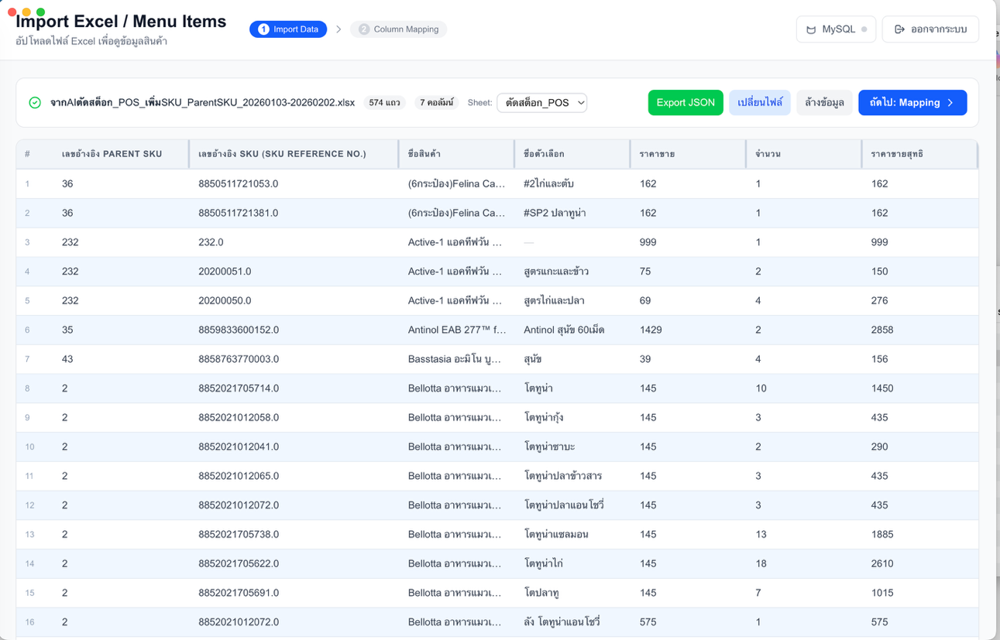 Import Excel / Menu Items
อัปโหลดไฟล์ Excel เพื่อดูข้อมูลสินค้า
1 Import Data
2 Column Mapping
MySQL
ออกจากระบบ
จากAIตัดสต็อก_POS_เพิ่มSKU_ParentSKU_20260103-20260202.xlsx 574 แถว 7 คอลัมน์ Sheet: ตัดสต็อก_POS Export JSON เปลี่ยนไฟล์ ล้างข้อมูล ถัดไป: Mapping
# เลขอ้างอิง PARENT SKU เลขอ้างอิง SKU (SKU REFERENCE NO.) ชื่อสินค้า ชื่อตัวเลือก ราคาขาย จำนวน ราคาขายสุทธิ
1 36 8850511721053.0 (6กระป๋อง)Felina Ca... #2ไก่และตับ 162 1 162
2 36 8850511721381.0 (6กระป๋อง)Felina Ca... #SP2 ปลาทูน่า 162 1 162
3 232 232.0 Active-1 แอคทีฟวัน ... — 999 1 999
4 232 20200051.0 Active-1 แอคทีฟวัน ... สูตรแกะและข้าว 75 2 150
5 232 20200050.0 Active-1 แอคทีฟวัน ... สูตรไก่และปลา 69 4 276
6 35 8859833600152.0 Antinol EAB 277™ f... Antinol สุนัข 60เม็ด 1429 2 2858
7 43 8858763770003.0 Basstasia อะมิโน บู... สุนัข 39 4 156
8 2 8852021705714.0 Bellotta อาหารแมวเ... โตทูน่า 145 10 1450
9 2 8852021012058.0 Bellotta อาหารแมวเ... โตทูน่ากุ้ง 145 3 435
10 2 8852021012041.0 Bellotta อาหารแมวเ... โตทูน่าซาบะ 145 2 290
11 2 8852021012065.0 Bellotta อาหารแมวเ... โตทูน่าปลาข้าวสาร 145 3 435
12 2 8852021012072.0 Bellotta อาหารแมวเ... โตทูน่าปลาแอนโชวี่ 145 3 435
13 2 8852021705738.0 Bellotta อาหารแมวเ... โตทูน่าแซลมอน 145 13 1885
14 2 8852021705622.0 Bellotta อาหารแมวเ... โตทูน่าไก่ 145 18 2610
15 2 8852021705691.0 Bellotta อาหารแมวเ... โตปลาทู 145 7 1015
16 2 8852021012072.0 Bellotta อาหารแมวเ... ลัง โตทูน่าแอนโชวี่ 575 1 575